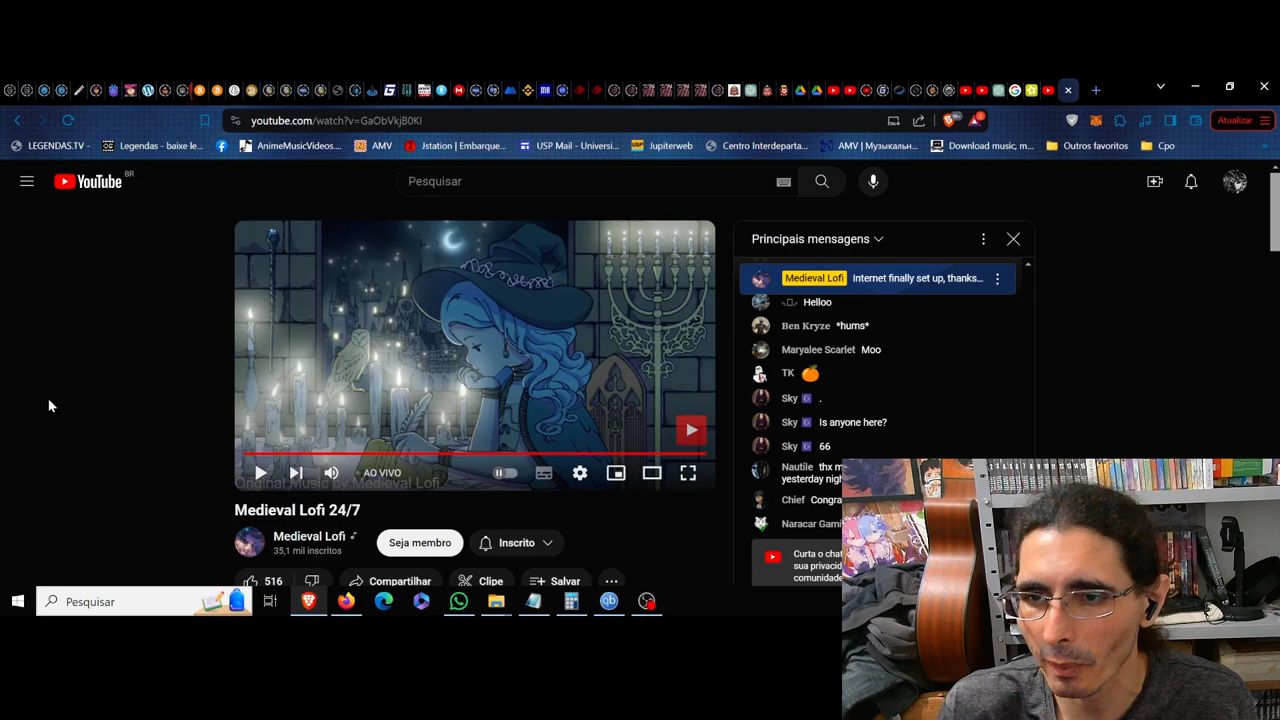 youtube.com/watch?v=GaObVkjB0KI
Atualizar
LEGENDAS.TV -
Legendas - baixe le...
AnimeMusicVideos....
AMV
Jstation | Embarque...
USP Mail - Universi...
Jupiterweb
Centro Interdeparta...
AMV | Музыкальн...
Download music, m...
Outros favoritos
Cpo
YouTube BR
Pesquisar
Principais mensagens
Medieval Lofi Internet finally set up, thanks...
Helloo
Ben Kryze *hums*
Maryalee Scarlet Moo
TK
Sky .
Sky Is anyone here?
Sky 66
Nautile thx m
yesterday nigh
Chief Congra
Naracar Gami
Curta o chat
sua privacid
comunidade
AO VIVO
Original Music by Medieval Lofi
Medieval Lofi 24/7
Medieval Lofi
35,1 mil inscritos
Seja membro
Inscrito
516
Compartilhar
Clipe
Salvar
Pesquisar